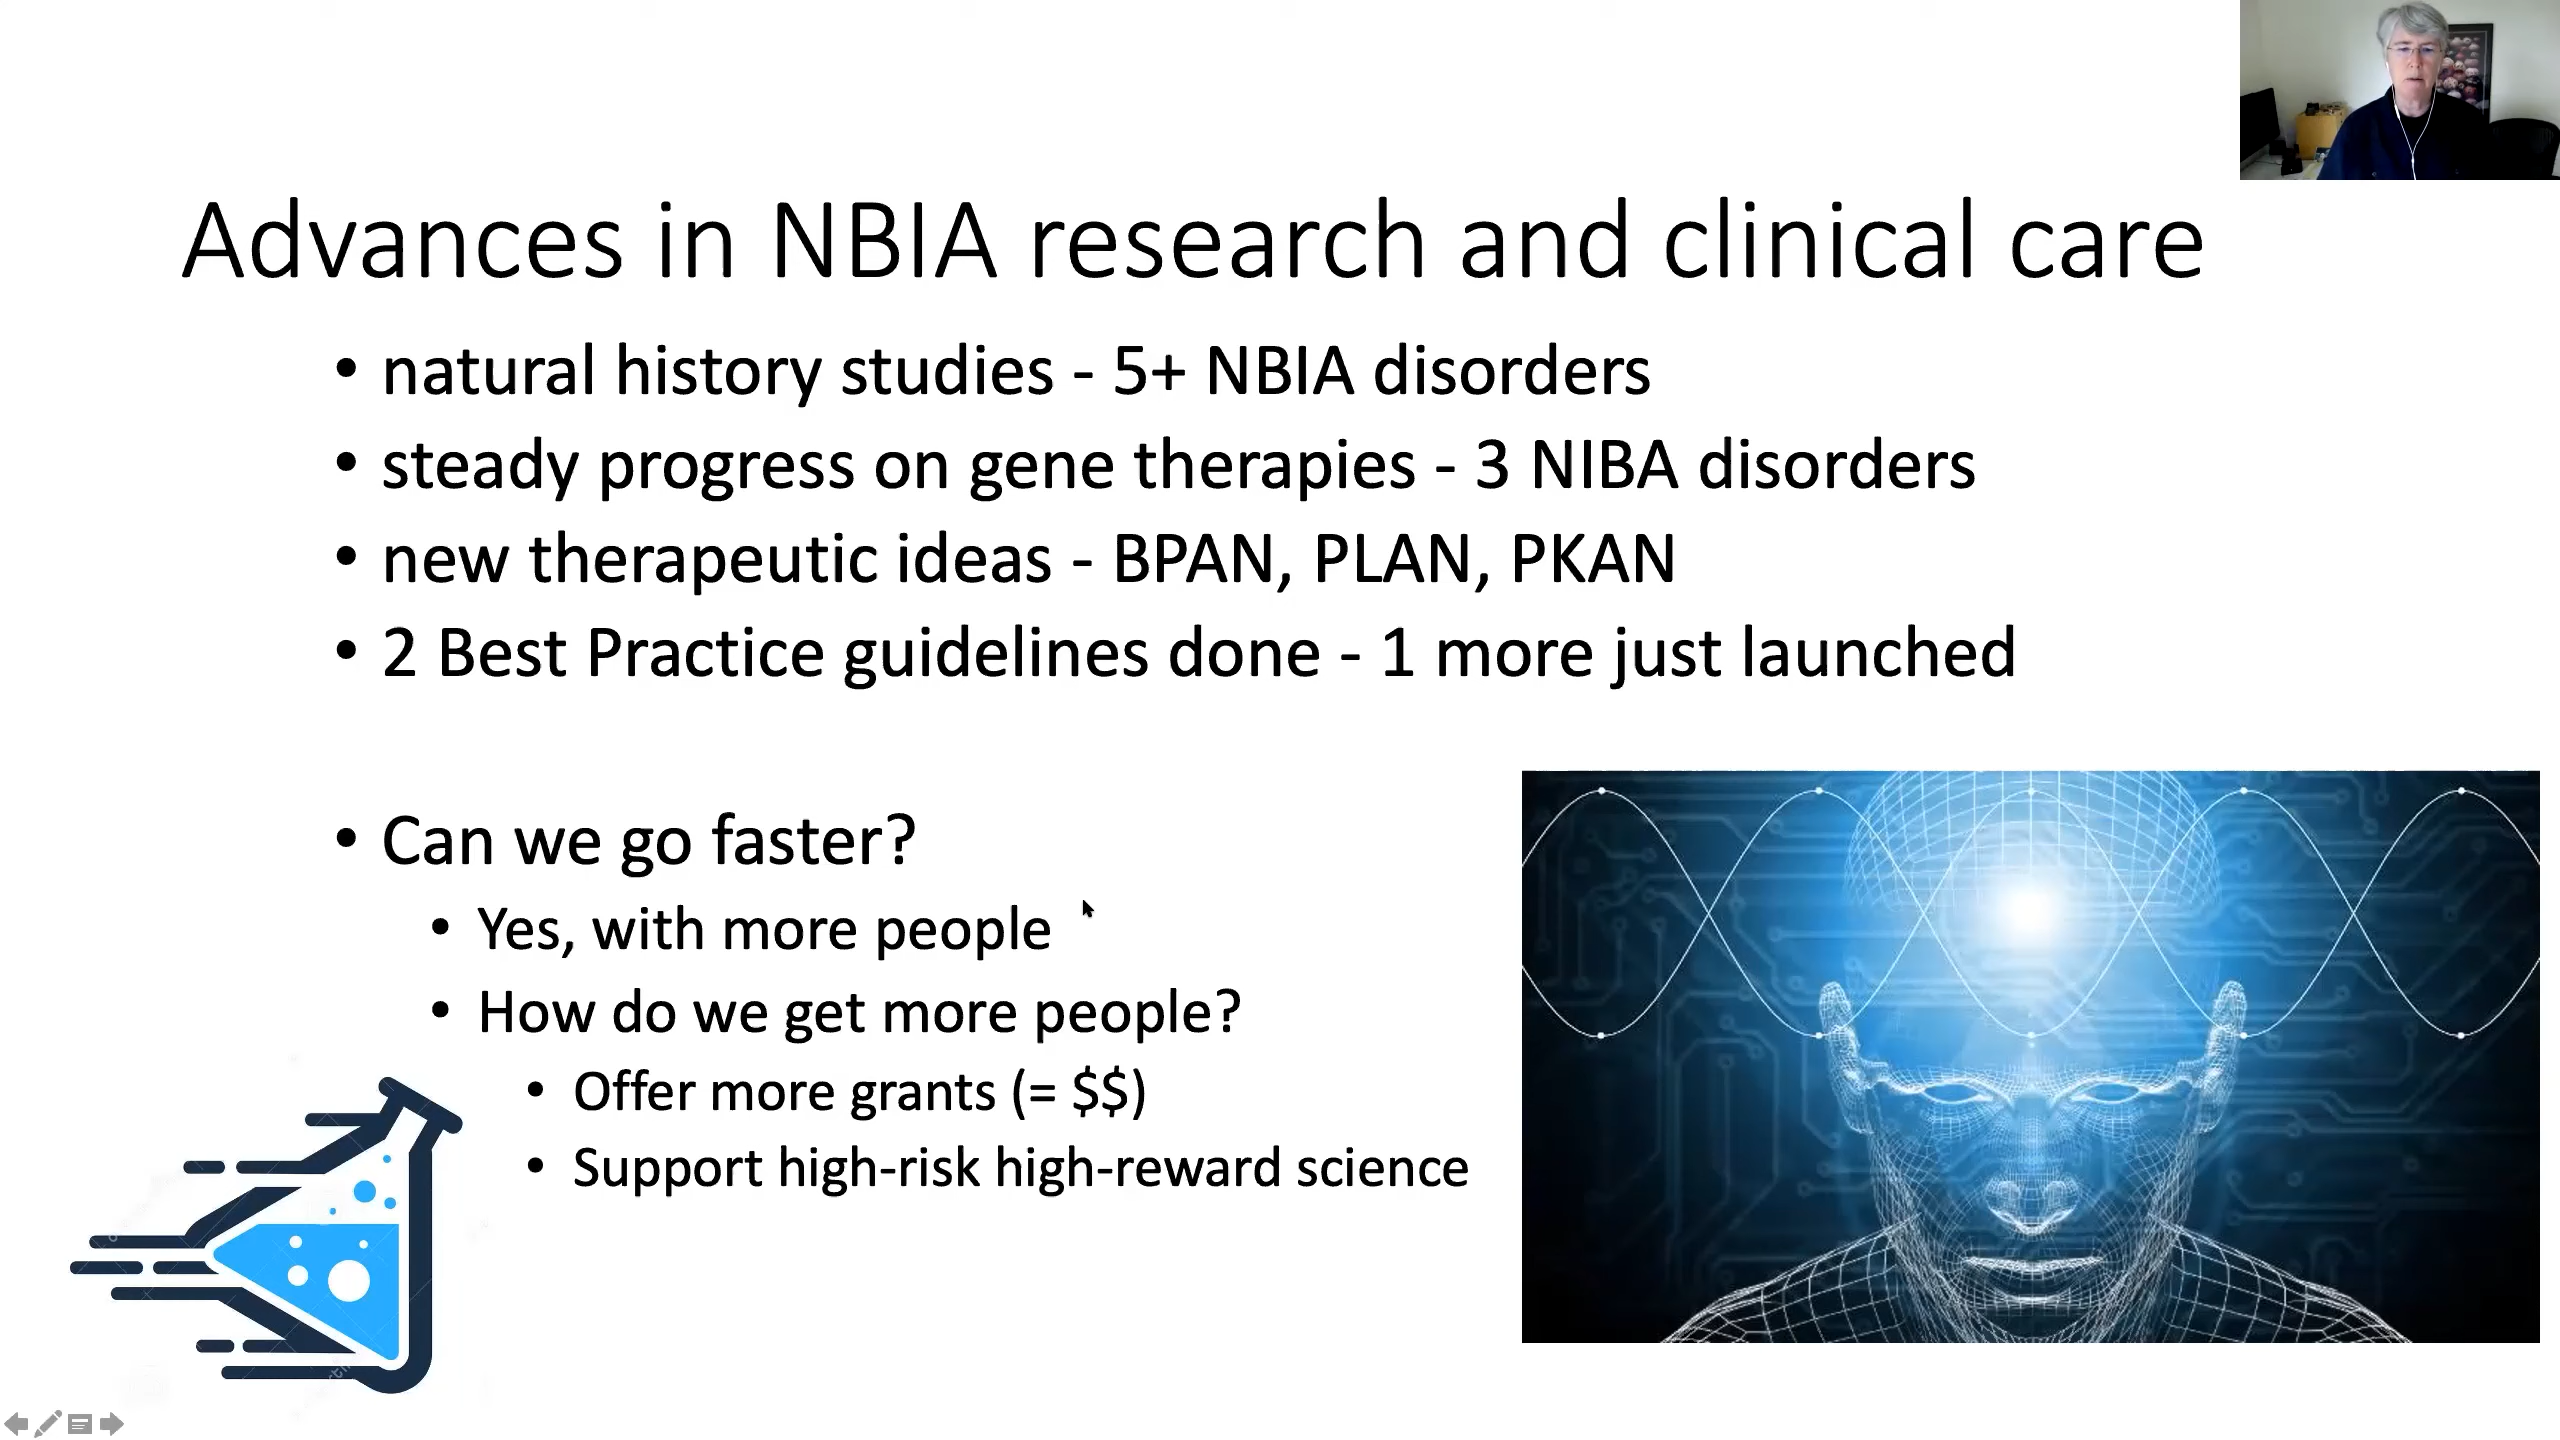 Advances in NBIA research and clinical care
• natural history studies - 5+ NBIA disorders
• steady progress on gene therapies - 3 NIBA disorders
• new therapeutic ideas - BPAN, PLAN, PKAN
• 2 Best Practice guidelines done - 1 more just launched
• Can we go faster?
• Yes, with more people
• How do we get more people?
• Offer more grants (= $$)
• Support high-risk high-reward science